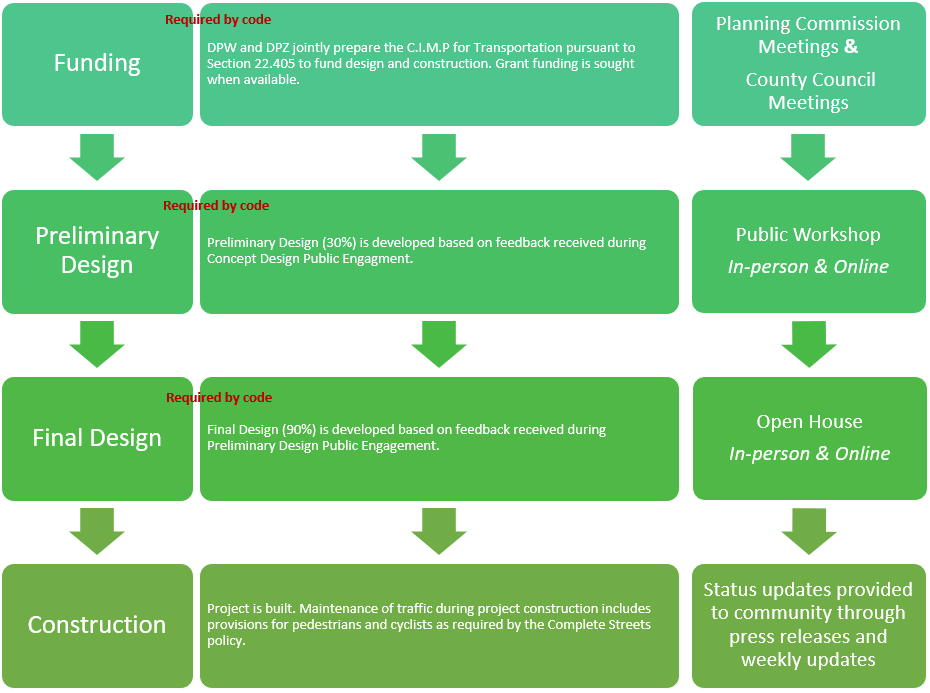 Required by code
Funding
DPW and DPZ jointly prepare the C.I.M.P for Transportation pursuant to
Section 22.405 to fund design and construction. Grant funding is sought
when available.
Planning Commission
Meetings &
County Council
Meetings
Required by code
Preliminary
Design
Preliminary Design (30%) is developed based on feedback received during
Concept Design Public Engagment.
Public Workshop
In-person & Online
Required by code
Final Design
Final Design (90%) is developed based on feedback received during
Preliminary Design Public Engagement.
Open House
In-person & Online
Construction
Project is built. Maintenance of traffic during project construction includes
provisions for pedestrians and cyclists as required by the Complete Streets
policy.
Status updates provided
to community through
press releases and
weekly updates